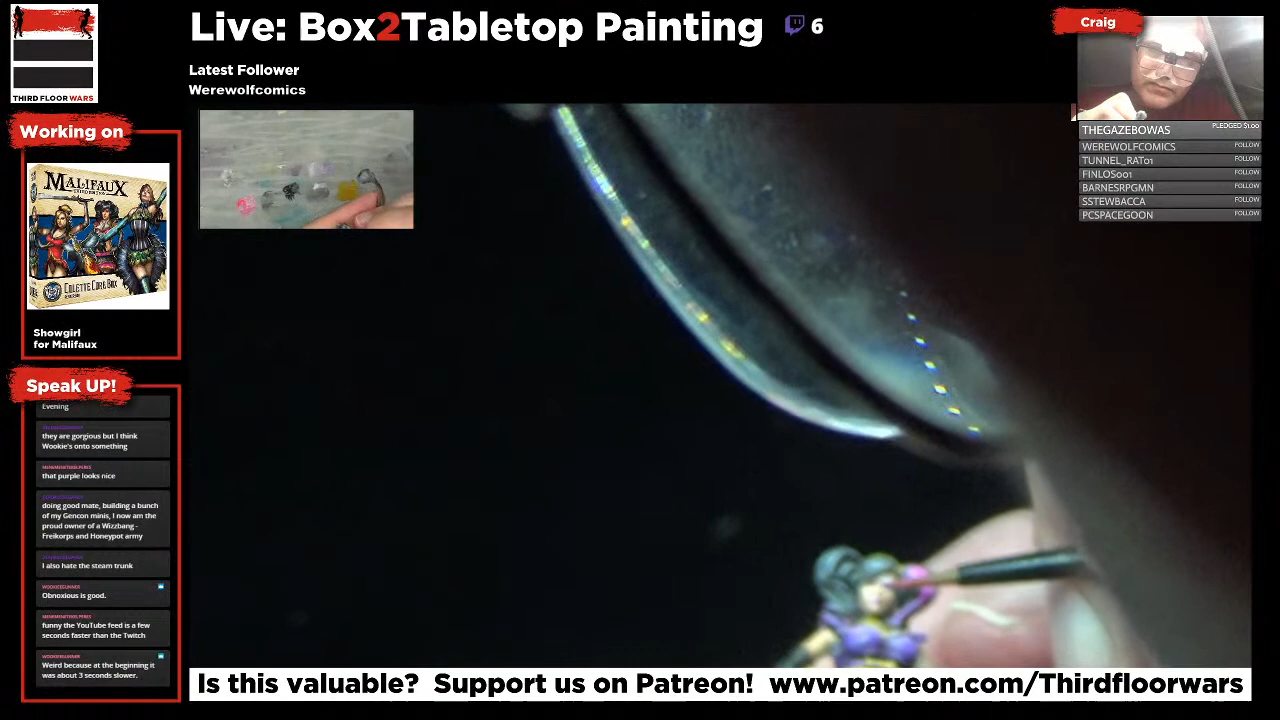 Live: Box2Tabletop Painting
6
Latest Follower
Werewolfcomics
THIRD FLOOR WARS
Working on
MALIFAUX
COLETTE CORE BOX
Showgirl
for Malifaux
Speak UP!
Evening
they are gorgious but I think
Wookie's onto something
that purple looks nice
doing good mate, building a bunch
of my Gencon minis, I now am the
proud owner of a Wizzbang -
Freikorps and Honeypot army
I also hate the steam trunk
Obnoxious is good.
funny the YouTube feed is a few
seconds faster than the Twitch
Weird because at the beginning it
was about 3 seconds slower.
Craig
THEGAZEBOWAS PLEDGED $1.00
WEREWOLFCOMICS FOLLOW
TUNNEL_RAT01 FOLLOW
FINLOS001 FOLLOW
BARNESRPGMN FOLLOW
SSTEWBACCA FOLLOW
PCSPACEGOON FOLLOW
Is this valuable? Support us on Patreon! www.patreon.com/Thirdfloorwars